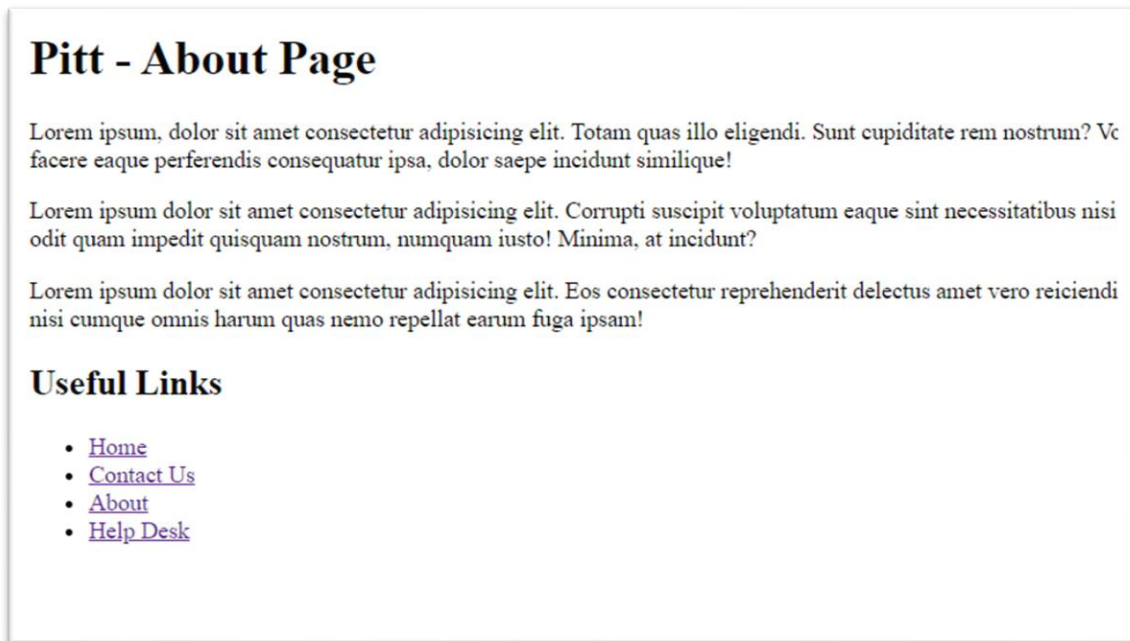 Pitt - About Page
Lorem ipsum, dolor sit amet consectetur adipisicing elit. Totam quas illo eligendi. Sunt cupiditate rem nostrum?
facere eaque perferendis consequatur ipsa, dolor saepe incidunt similique!
Lorem ipsum dolor sit amet consectetur adipisicing elit. Corrupti suscipit voluptatum eaque sint necessitatibus nisi
odit quam impedit quisquam nostrum, numquam iusto! Minima, at incidunt?
Lorem ipsum dolor sit amet consectetur adipisicing elit. Eos consectetur reprehenderit delectus amet vero reiciendi
nisi cumque omnis harum quas nemo repellat earum fuga ipsam!
Useful Links
Home
Contact Us
About
Help Desk